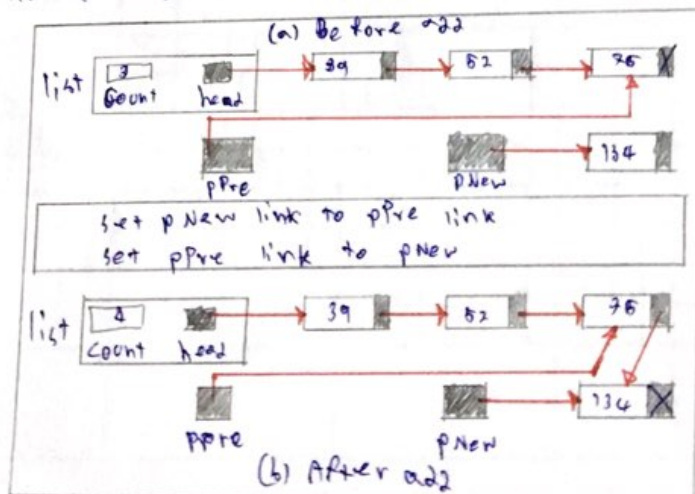 (a) Before add
list 3 39 52 75
Count head
pPre pNew 134
set pNew link to pPre link
set pPre link to pNew
list 4 39 52 75
Count head
134
pPre pNew
(b) After add